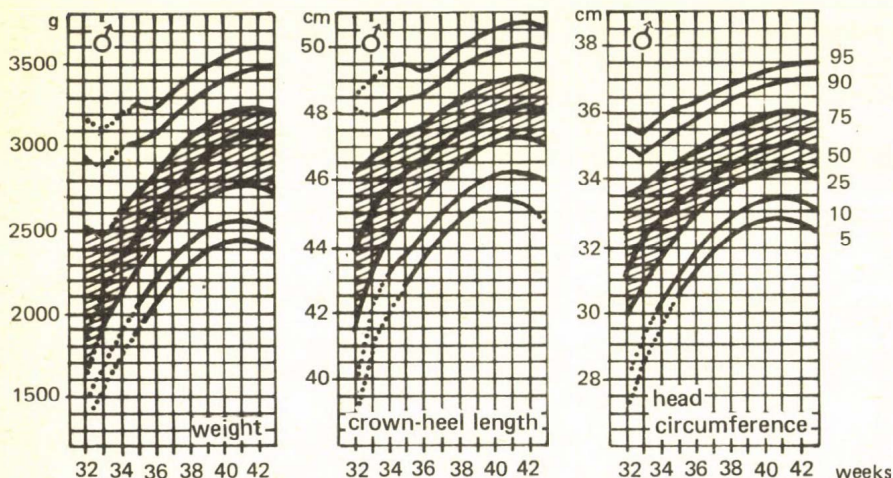 g
♂
3500
3000
2500
2000
1500
weight
32 34 36 38 40 42
cm
♂
50
48
46
44
42
40
crown-heel length
32 34 36 38 40 42
cm
♂
38
36
34
32
30
28
head
circumference
32 34 36 38 40 42 weeks
95
90
75
50
25
10
5